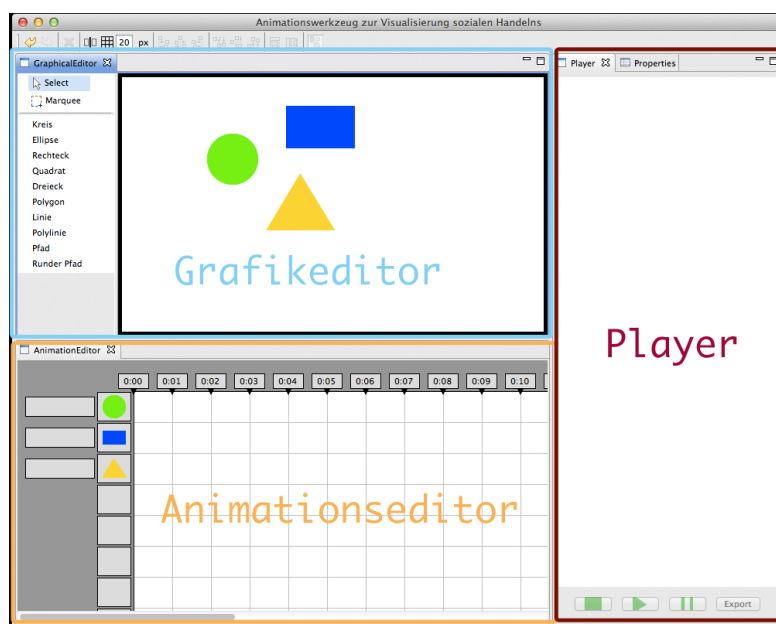 Animationswerkzeug zur Visualisierung sozialen Handelns
20 px
GraphicalEditor
Select
Marquee
Kreis
Ellipse
Rechteck
Quadrat
Dreieck
Polygon
Linie
Polylinie
Pfad
Runder Pfad
Grafikeditor
AnimationEditor
0:00 0:01 0:02 0:03 0:04 0:05 0:06 0:07 0:08 0:09 0:10
Animationseditor
Player Properties
Player
Export